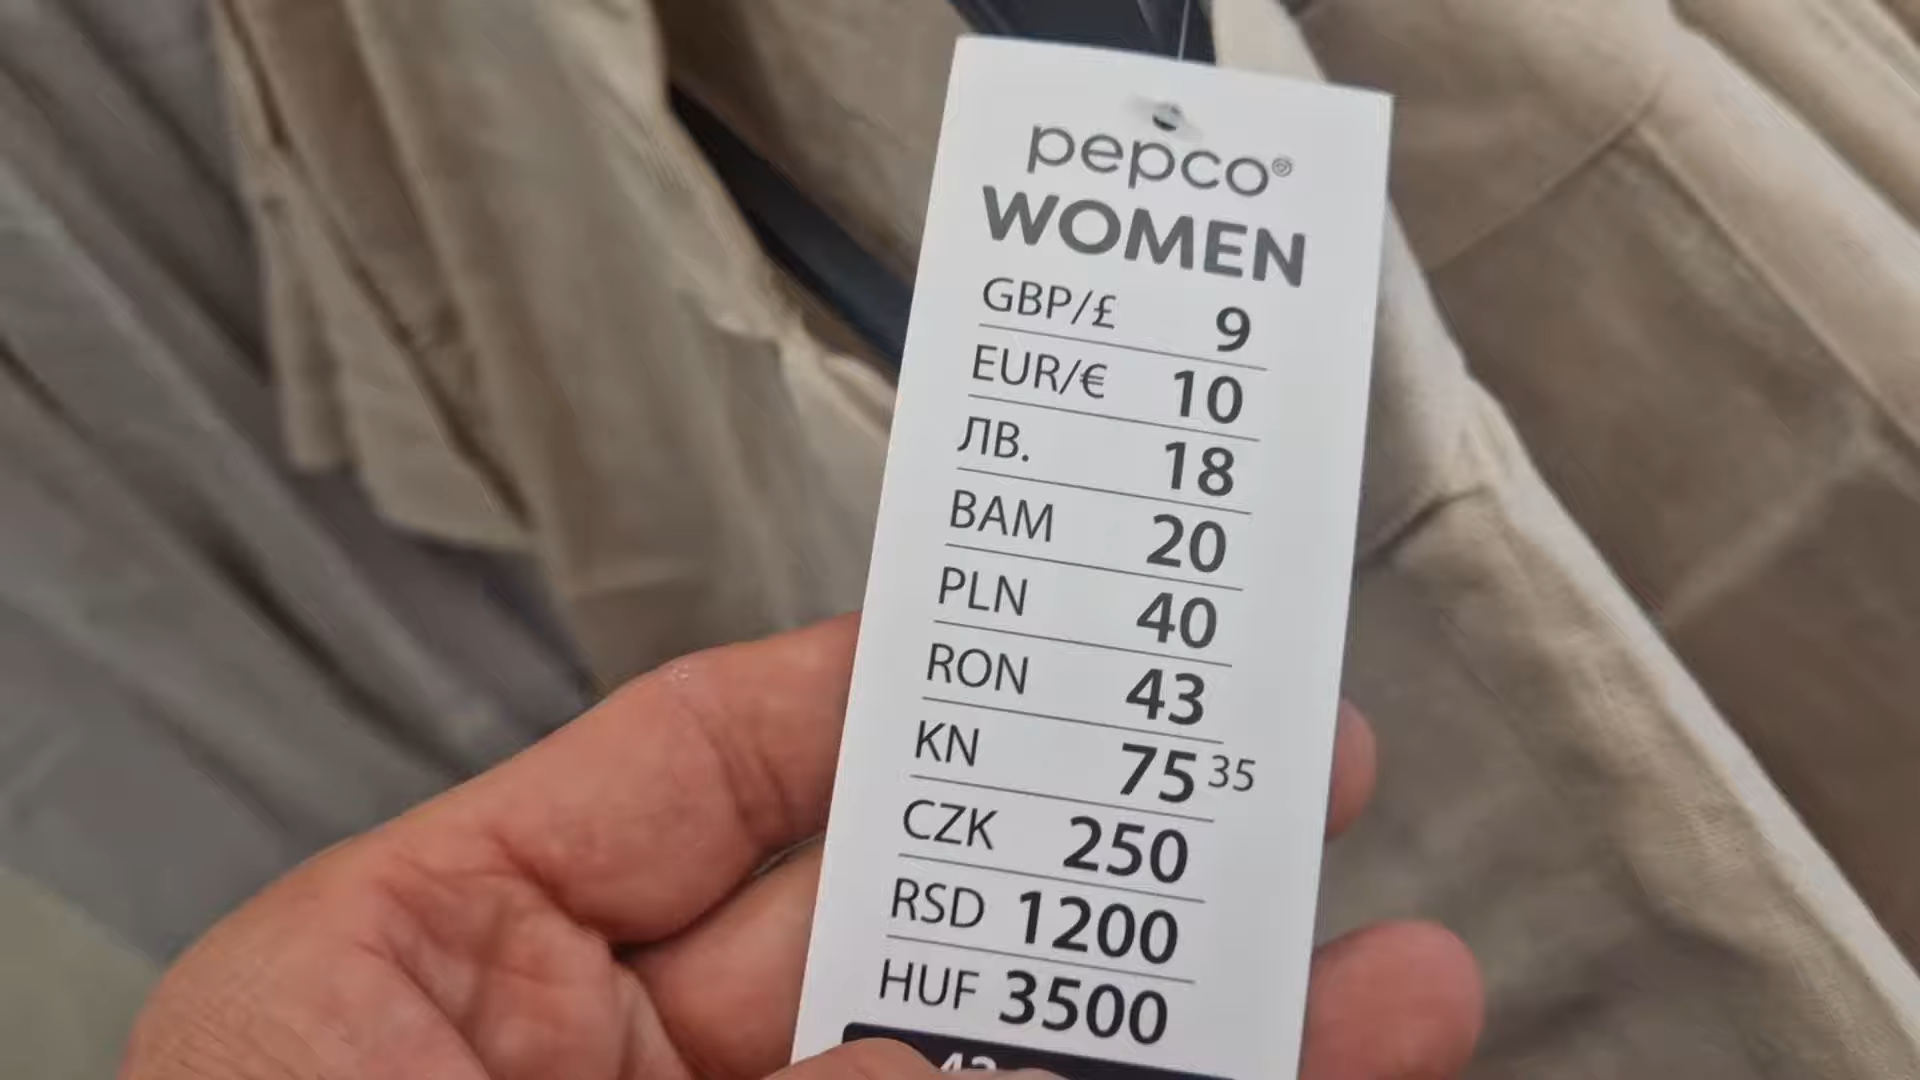 pepco®
WOMEN
GBP/£ 9
EUR/€ 10
ЛВ. 18
BAM 20
PLN 40
RON 43
KN 75 35
CZK 250
RSD 1200
HUF 3500